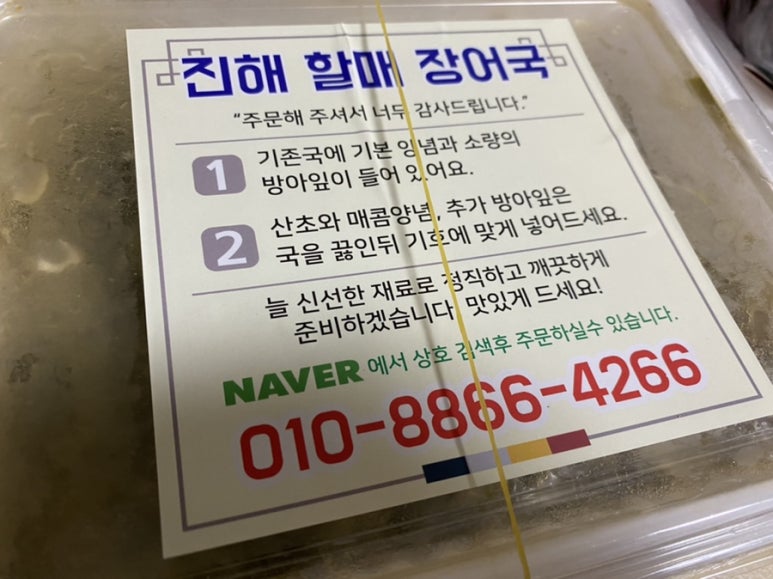 진해 할매 장어국
“주문해 주셔서 너무 감사드립니다.”
1 기존국에 기본 양념과 소량의
방아잎이 들어 있어요.
2 산초와 매콤양념, 추가 방아잎은
국을 끓인뒤 기호에 맞게 넣어드세요.
늘 신선한 재료로 정직하고 깨끗하게
준비하겠습니다. 맛있게 드세요!
NAVER 에서 상호 검색후 주문하실수 있습니다.
010-8866-4266